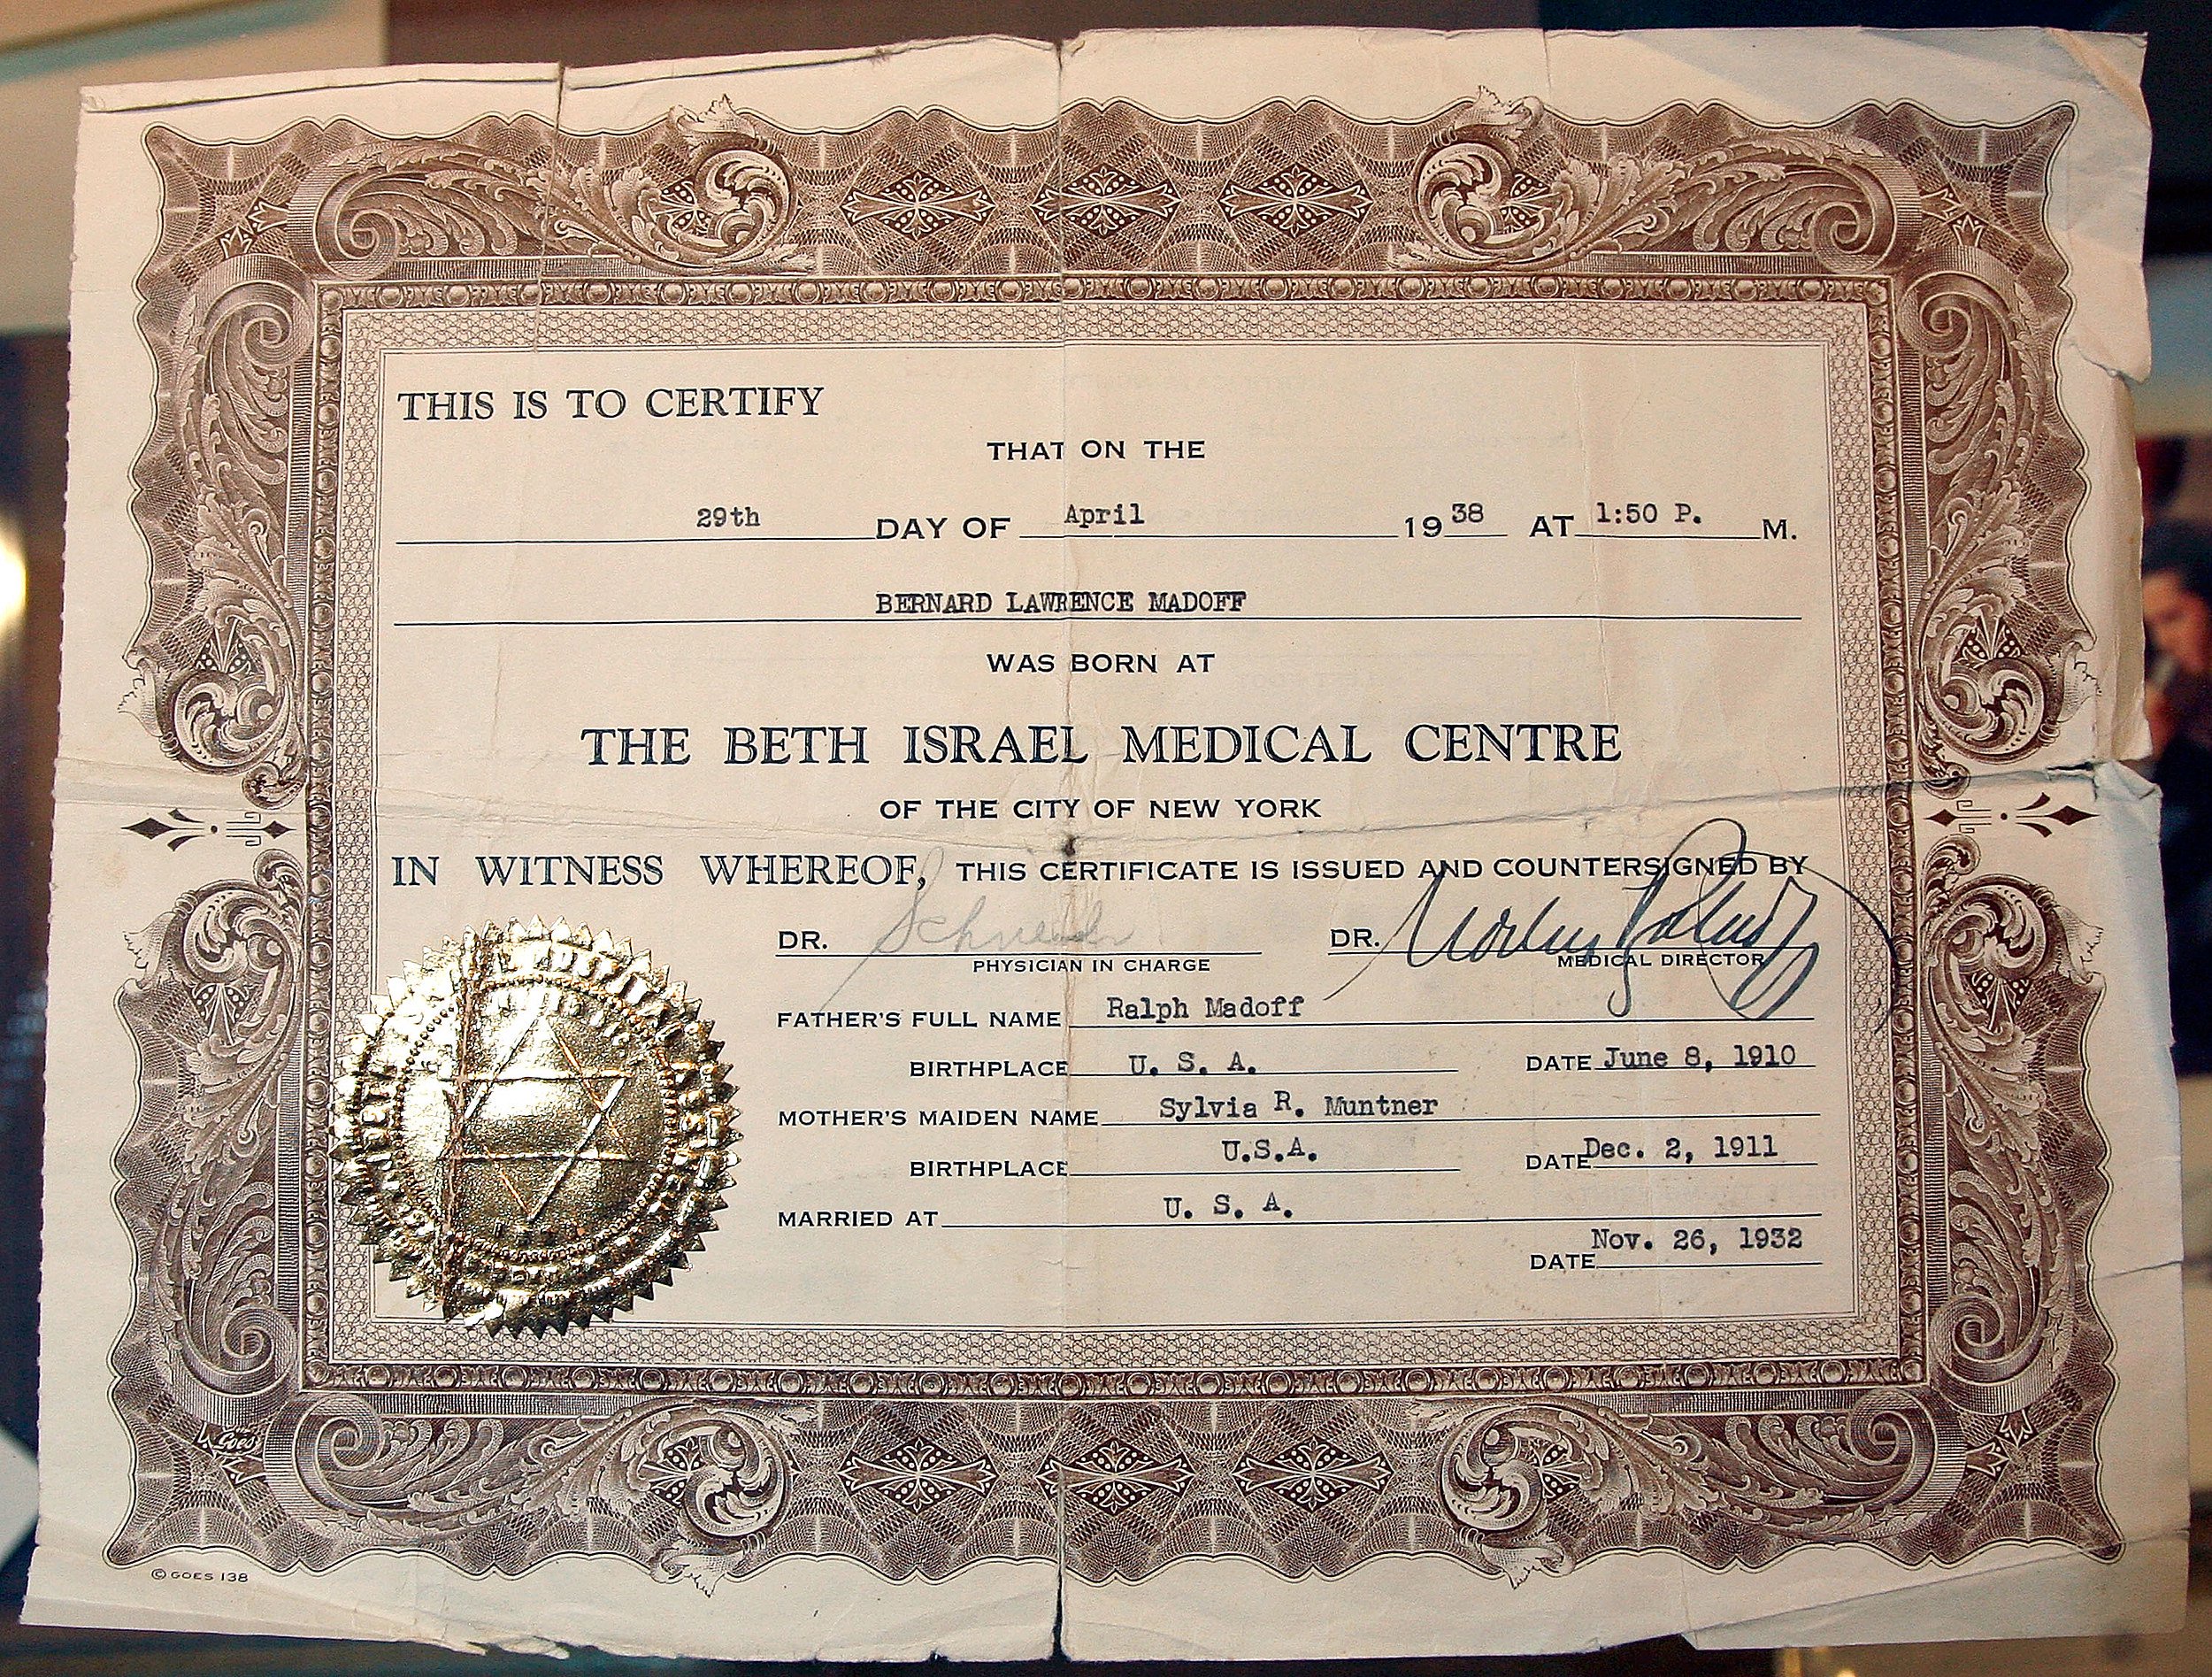 THIS IS TO CERTIFY
THAT ON THE
29th DAY OF April 1938 AT 1:50 P. M.
BERNARD LAWRENCE MADOFF
WAS BORN AT
THE BETH ISRAEL MEDICAL CENTRE
OF THE CITY OF NEW YORK
IN WITNESS WHEREOF, THIS CERTIFICATE IS ISSUED AND COUNTERSIGNED BY
DR. DR.
PHYSICIAN IN CHARGE MEDICAL DIRECTOR
FATHER'S FULL NAME Ralph Madoff
BIRTHPLACE U. S. A. DATE June 8, 1910
MOTHER'S MAIDEN NAME Sylvia R. Muntner
BIRTHPLACE U.S.A. DATE Dec. 2, 1911
MARRIED AT U. S. A.
DATE Nov. 26, 1932
Goes
© GOES 138